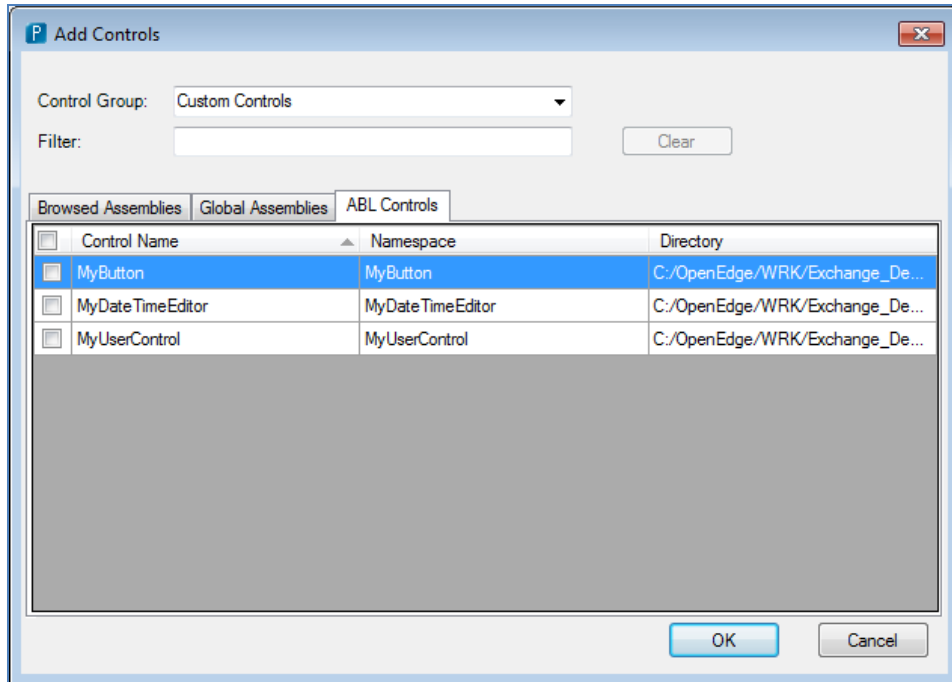 P Add Controls
Control Group: Custom Controls
Filter: Clear
Browsed Assemblies Global Assemblies ABL Controls
Control Name Namespace Directory
MyButton MyButton C:/OpenEdge/WRK/Exchange_De...
MyDateTimeEditor MyDateTimeEditor C:/OpenEdge/WRK/Exchange_De...
MyUserControl MyUserControl C:/OpenEdge/WRK/Exchange_De...
OK Cancel